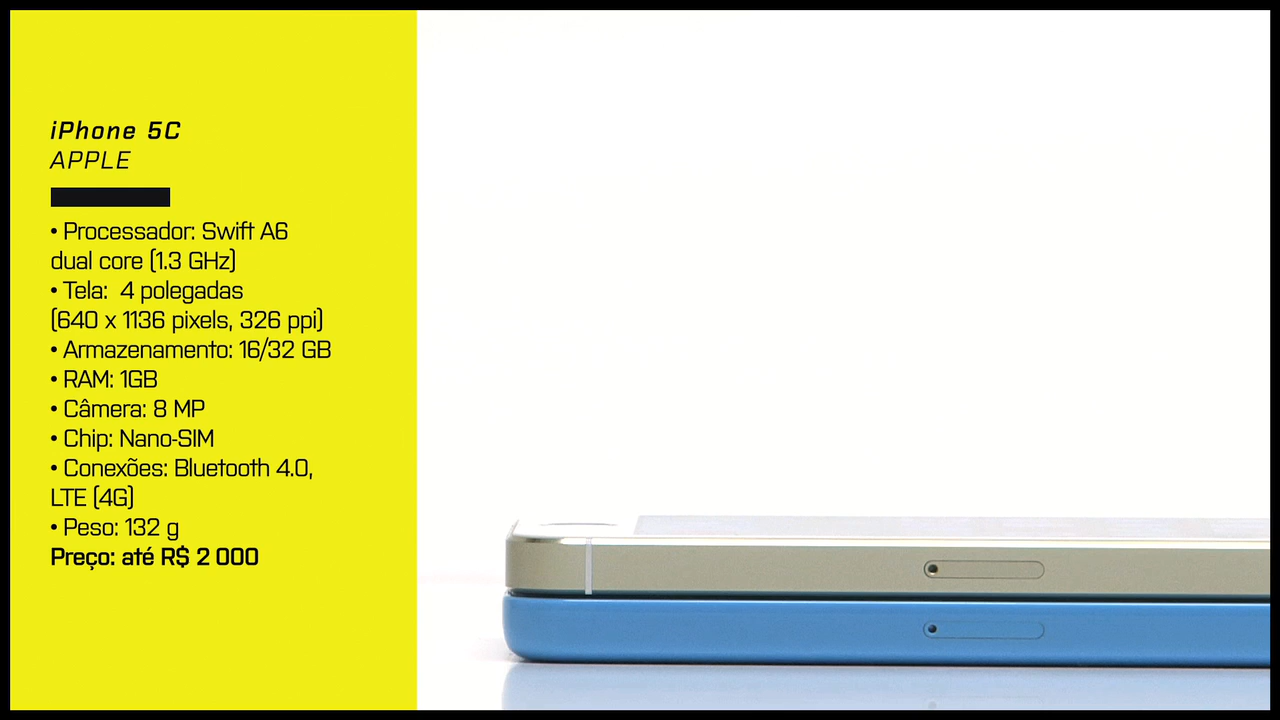 iPhone 5C
APPLE
• Processador: Swift A6
dual core (1.3 GHz)
• Tela: 4 polegadas
(640 x 1136 pixels, 326 ppi)
• Armazenamento: 16/32 GB
• RAM: 1GB
• Câmera: 8 MP
• Chip: Nano-SIM
• Conexões: Bluetooth 4.0,
LTE (4G)
• Peso: 132 g
Preço: até R$ 2 000